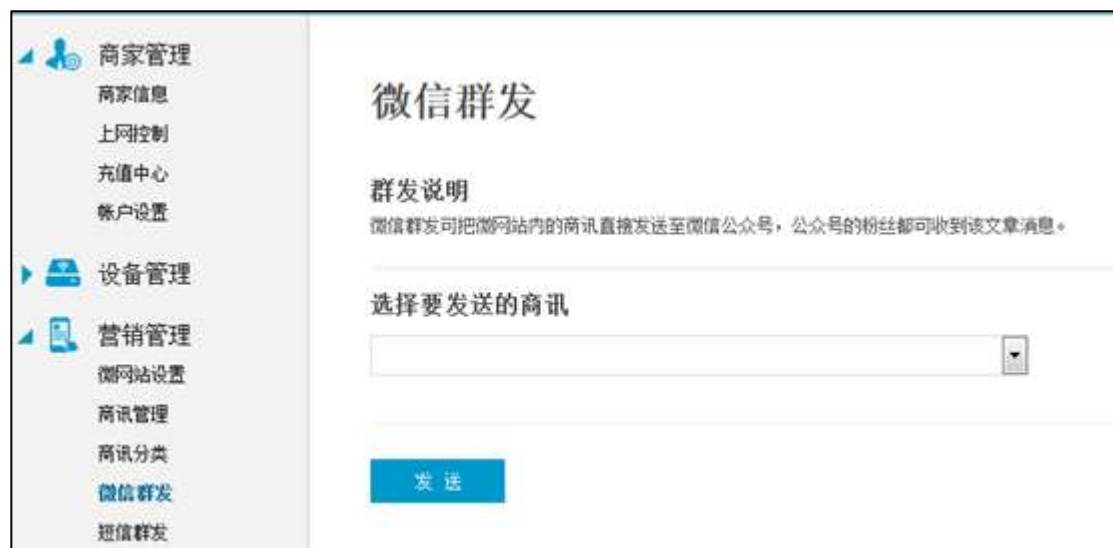 商家管理
商家信息
上网控制
充值中心
帐户设置
设备管理
营销管理
微网站设置
商讯管理
商讯分类
微信群发
短信群发
微信群发
群发说明
微信群发可把微网站内的商讯直接发送至微信公众号，公众号的粉丝都可收到该文章消息。
选择要发送的商讯
发 送